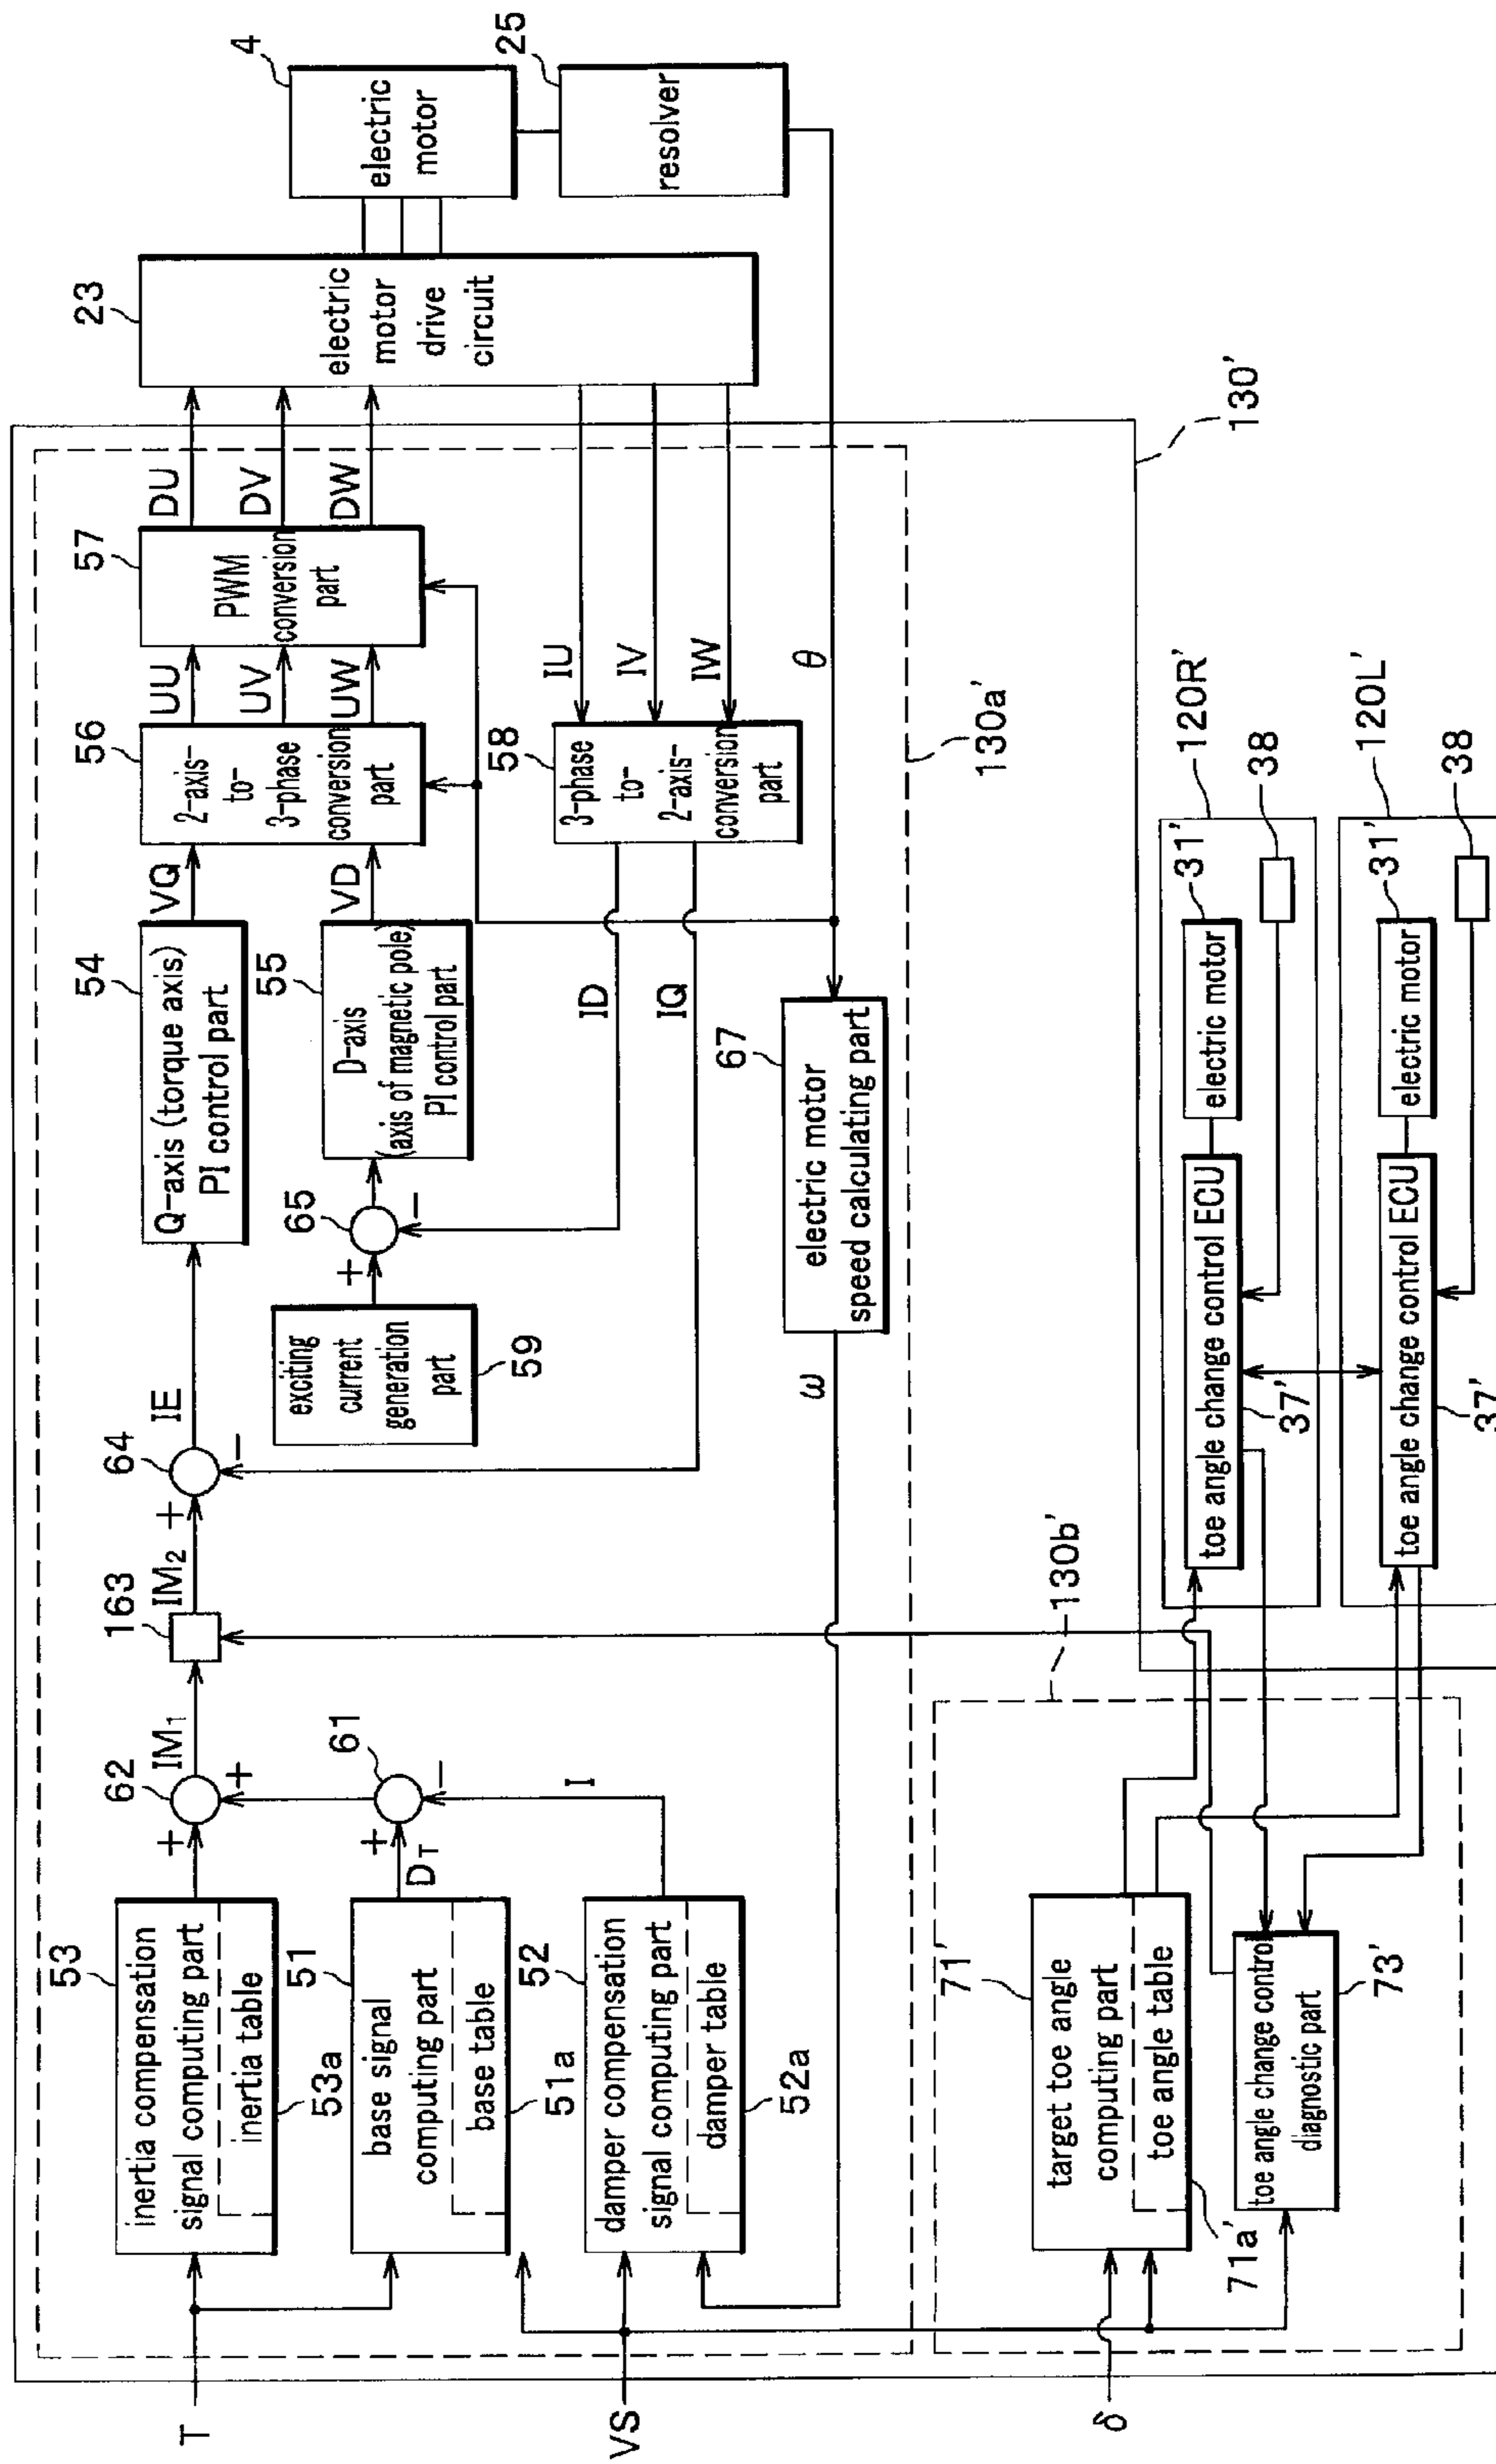 4
electric
motor
25
resolver
23
electric
motor
drive
circuit
130'
DU
DV
DW
57
PWM
conversion
part
UU
UV
UW
56
2-axis-
to-
3-phase
conversion
part
IU
IV
IW
θ
58
3-phase
to-
2-axis-
conversion
part
130a'
VQ
VD
54
Q-axis (torque axis)
PI control part
55
D-axis
(axis of magnetic pole)
PI control part
ID
IQ
65
+
−
exciting
current
generation
part
59
67
electric motor
speed calculating part
ω
IE
64
+
−
IM2
163
IM1
62
+
+
61
+
−
DT
I
53
inertia compensation
signal computing part
inertia table
53a
51
base signal
computing part
base table
51a
52
damper compensation
signal computing part
damper table
52a
T
VS
δ
120R'
38
31'
electric motor
toe angle change control ECU
37'
120L'
38
31'
electric motor
toe angle change control ECU
37'
130b'
71'
target toe angle
computing part
toe angle table
71a'
toe angle change control
diagnostic part
73'